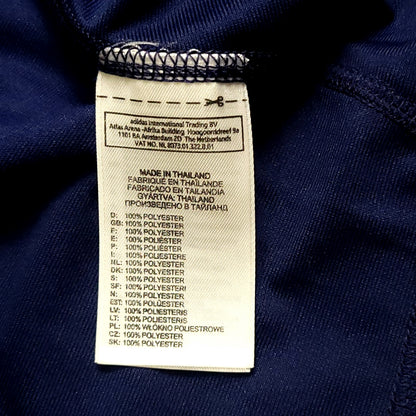 adidas International Trading BV
Atlas Arena -Afrika Building Hoogoorddreef 9a
1101 BA Amsterdam ZO The Netherlands
VAT NO. NL 8073.01.322.B.01
MADE IN THAILAND
FABRIQUÉ EN THAÏLANDE
FABRICADO EN TAILANDIA
GYÁRTVA: THAIFÖLD
ПРОИЗВЕДЕНО В ТАЙЛАНД
D: 100% POLYESTER
GB: 100% POLYESTER
F: 100% POLYESTER
E: 100% POLIÉSTER
P: 100% POLIÉSTER
I: 100% POLIESTERE
NL: 100% POLYESTER
DK: 100% POLYESTER
S: 100% POLYESTER
SF: 100% POLYESTERI
N: 100% POLYESTER
EST: 100% POLÜESTER
LV: 100% POLIESTERIS
LT: 100% POLIESTERIS
PL: 100% WŁÓKNO POLIESTROWE
CZ: 100% POLYESTER
SK: 100% POLYESTER